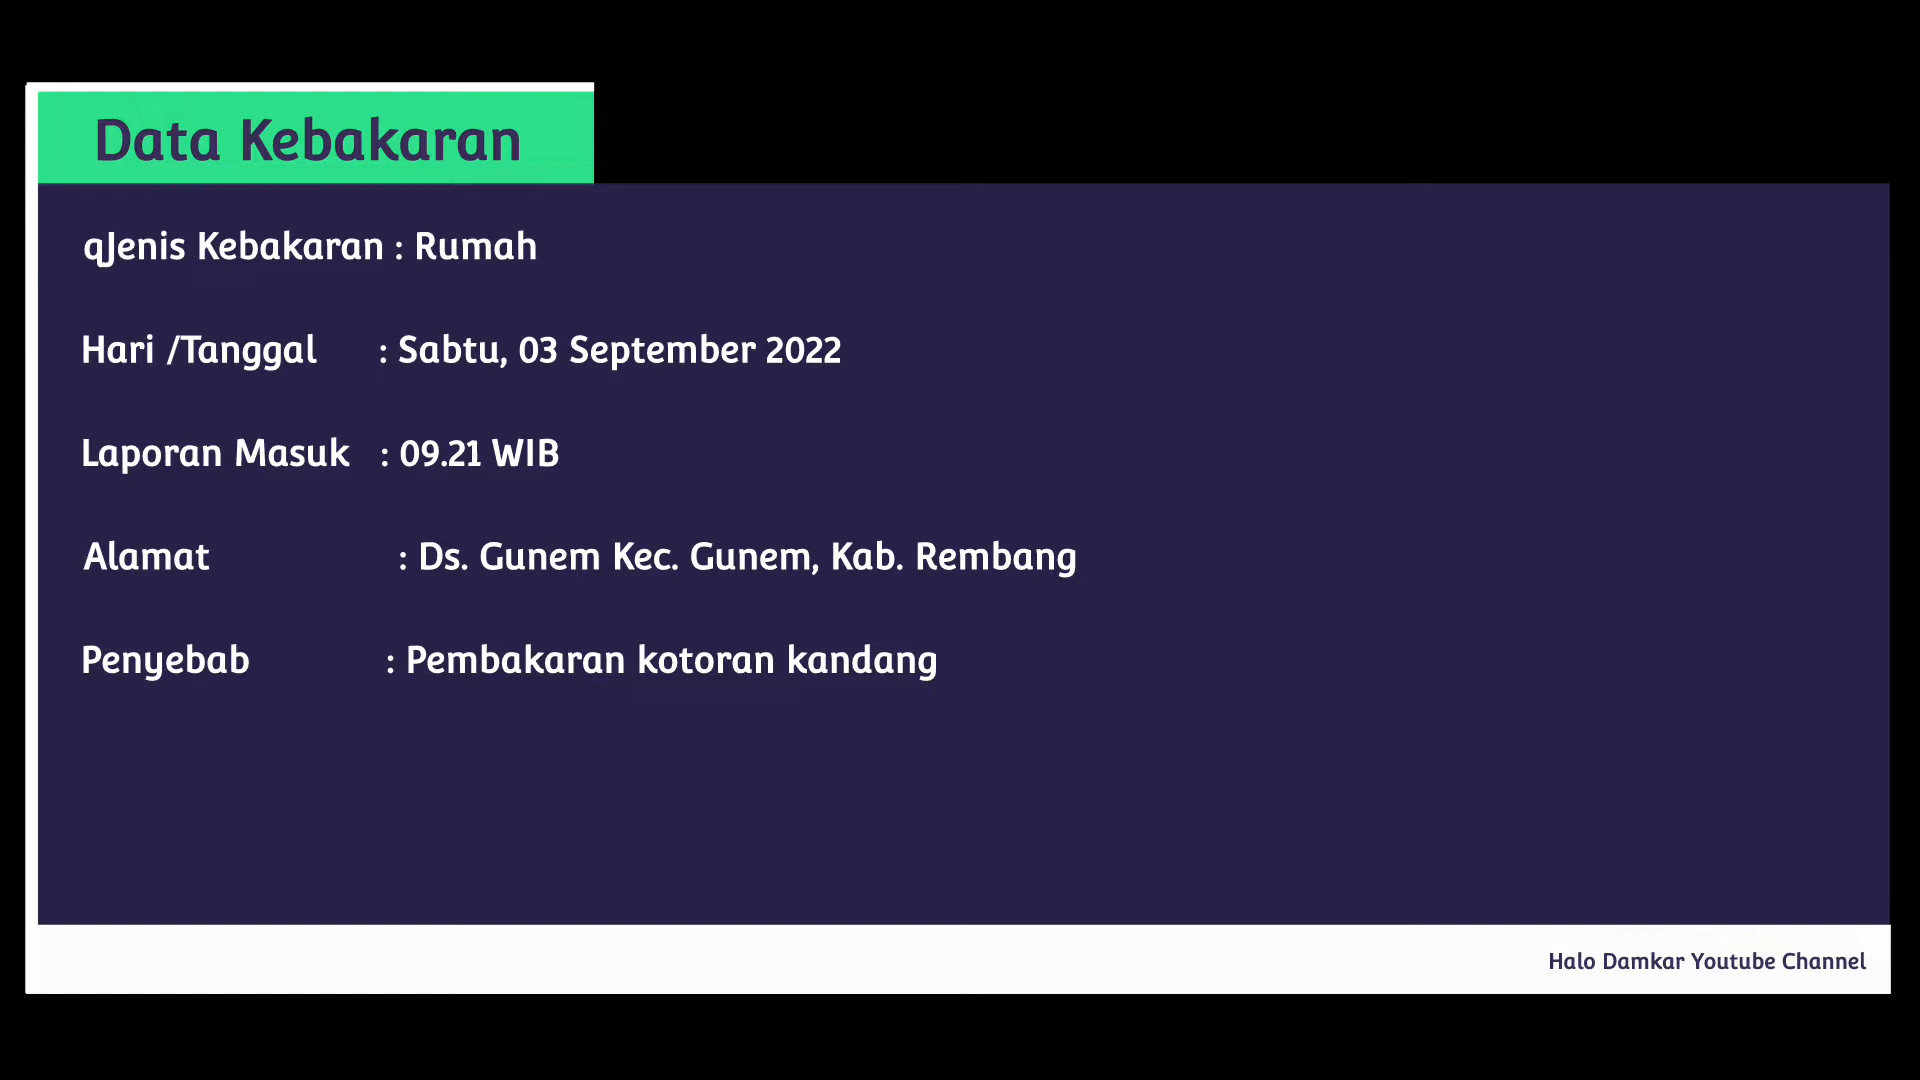 Data Kebakaran
qJenis Kebakaran : Rumah
Hari /Tanggal : Sabtu, 03 September 2022
Laporan Masuk : 09.21 WIB
Alamat : Ds. Gunem Kec. Gunem, Kab. Rembang
Penyebab : Pembakaran kotoran kandang
Halo Damkar Youtube Channel